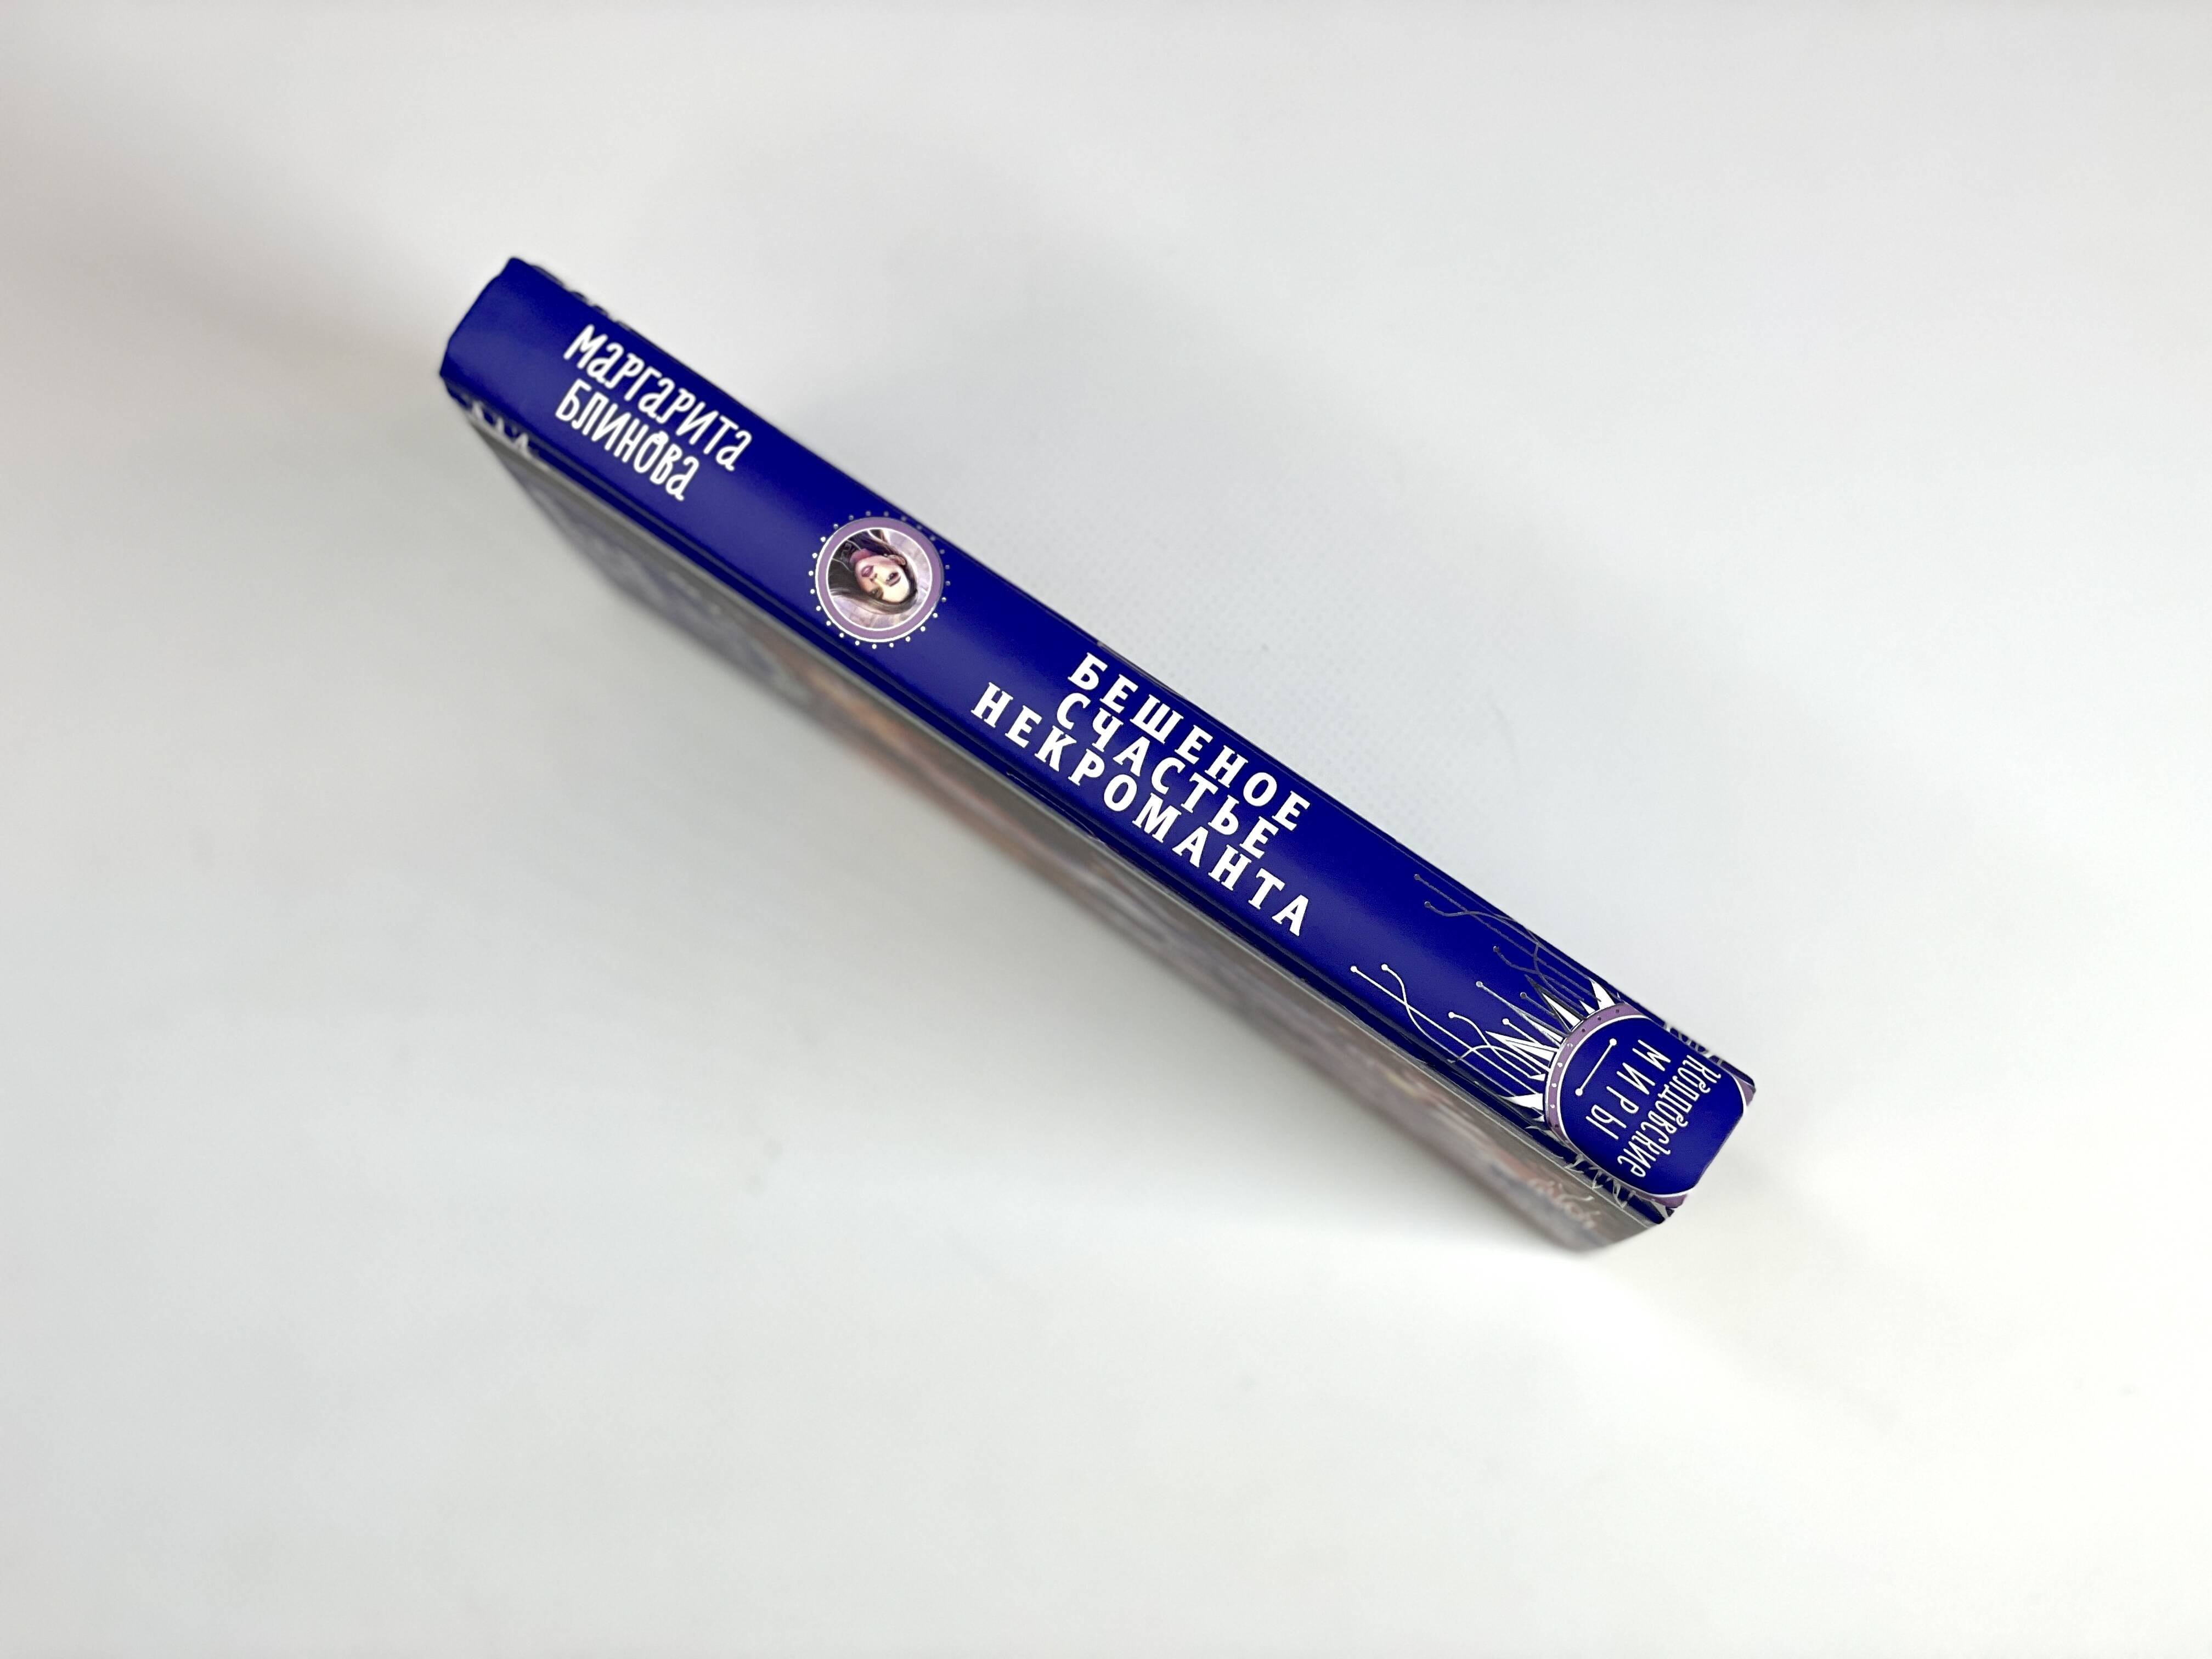 Маргарита
Блинова
БЕШЕНОЕ
СЧАСТЬЕ
НЕКРОМАНТА
Колдовские
МИРЫ